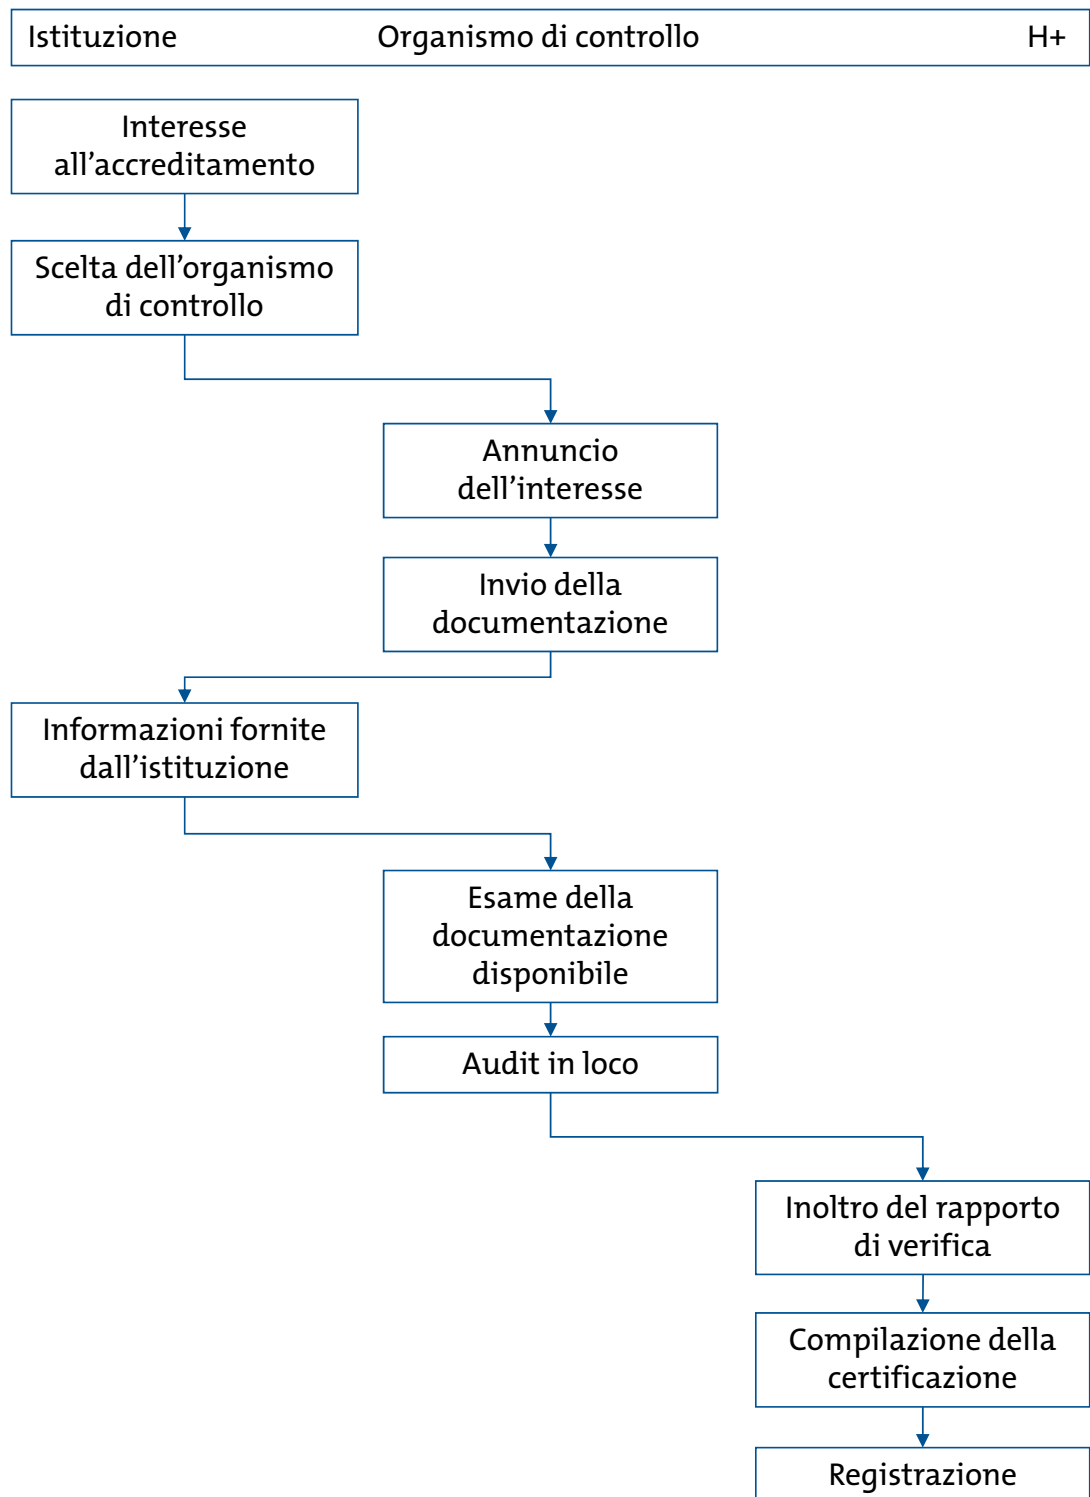 Istituzione Organismo di controllo H+
Interesse
all’accreditamento
Scelta dell’organismo
di controllo
Annuncio
dell’interesse
Invio della
documentazione
Informazioni fornite
dall’istituzione
Esame della
documentazione
disponibile
Audit in loco
Inoltro del rapporto
di verifica
Compilazione della
certificazione
Registrazione